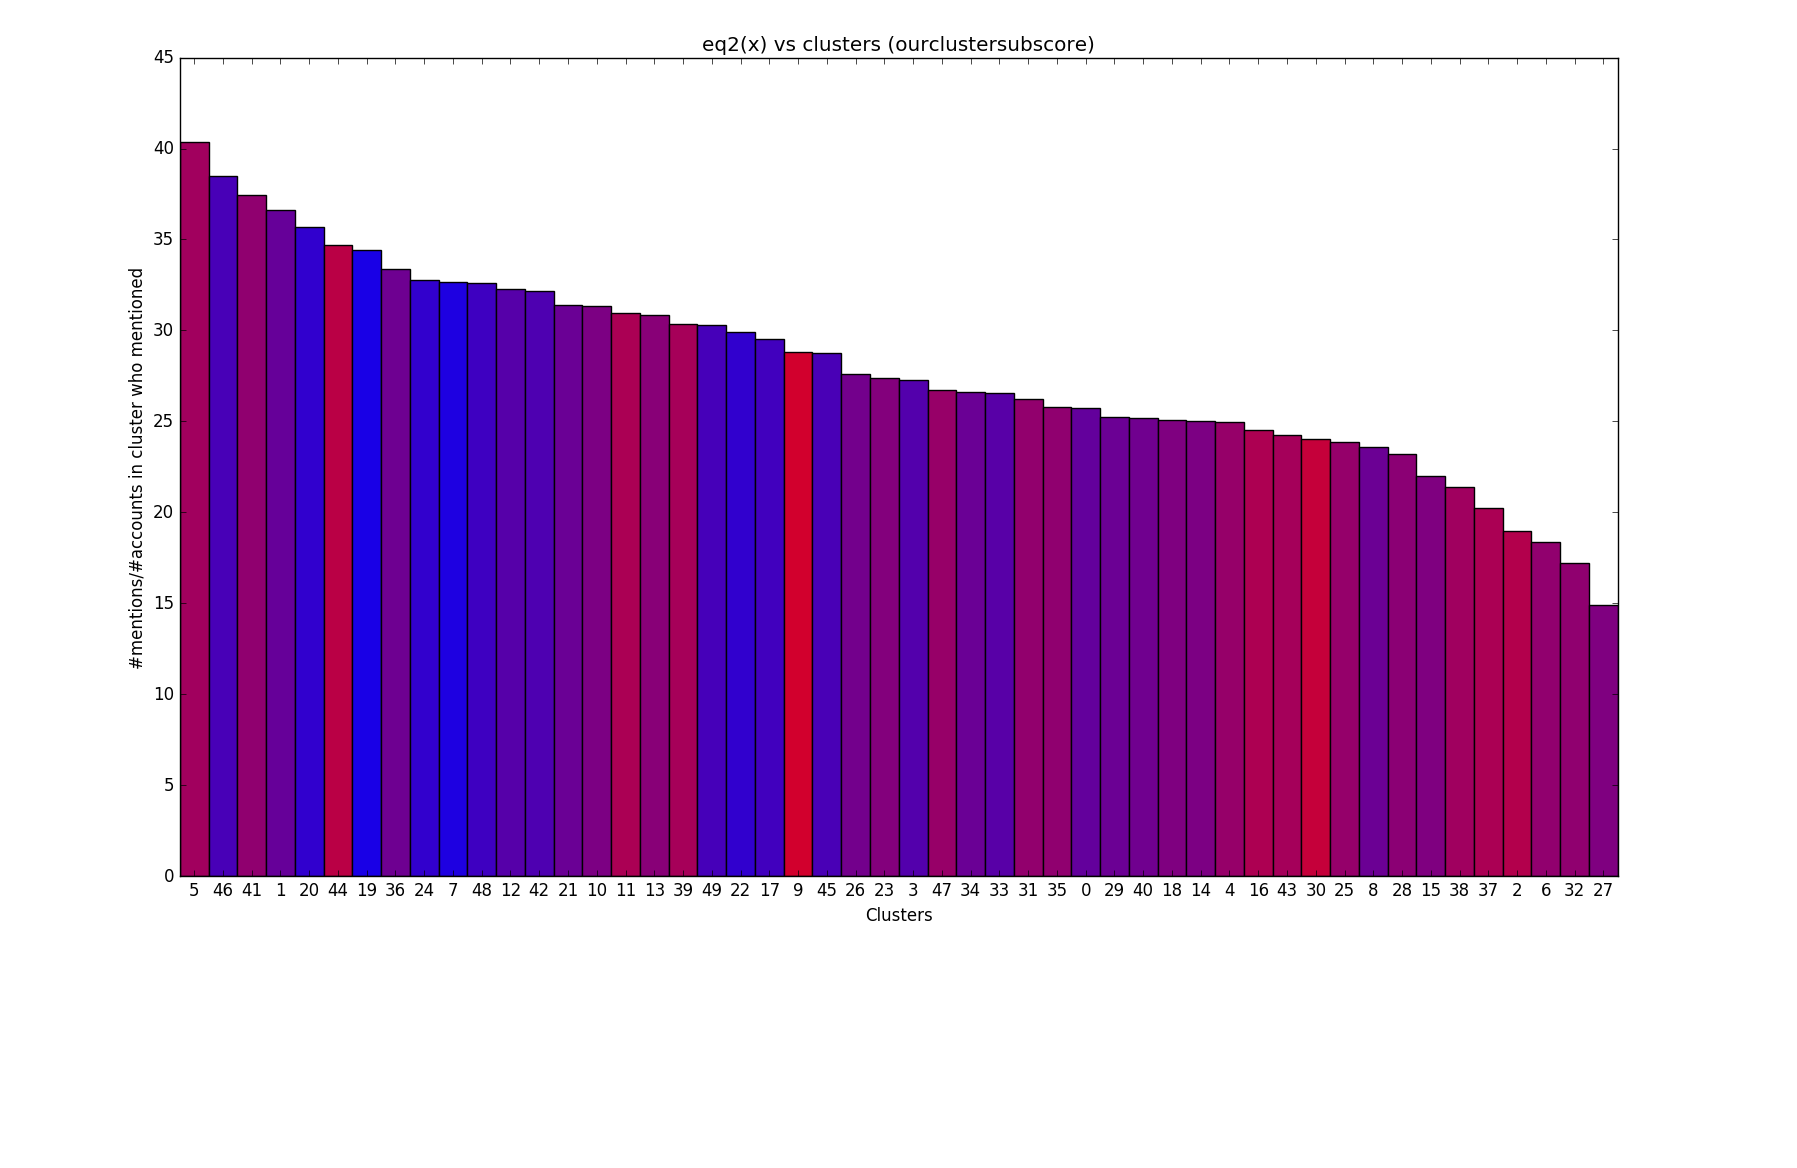 eq2(x) vs clusters (ourclustersubscore)
45
40
35
30
25
20
15
10
5
0
#mentions/#accounts in cluster who mentioned
5 46 41 1 20 44 19 36 24 7 48 12 42 21 10 11 13 39 49 22 17 9 45 26 23 3 47 34 33 31 35 0 29 40 18 14 4 16 43 30 25 8 28 15 38 37 2 6 32 27
Clusters